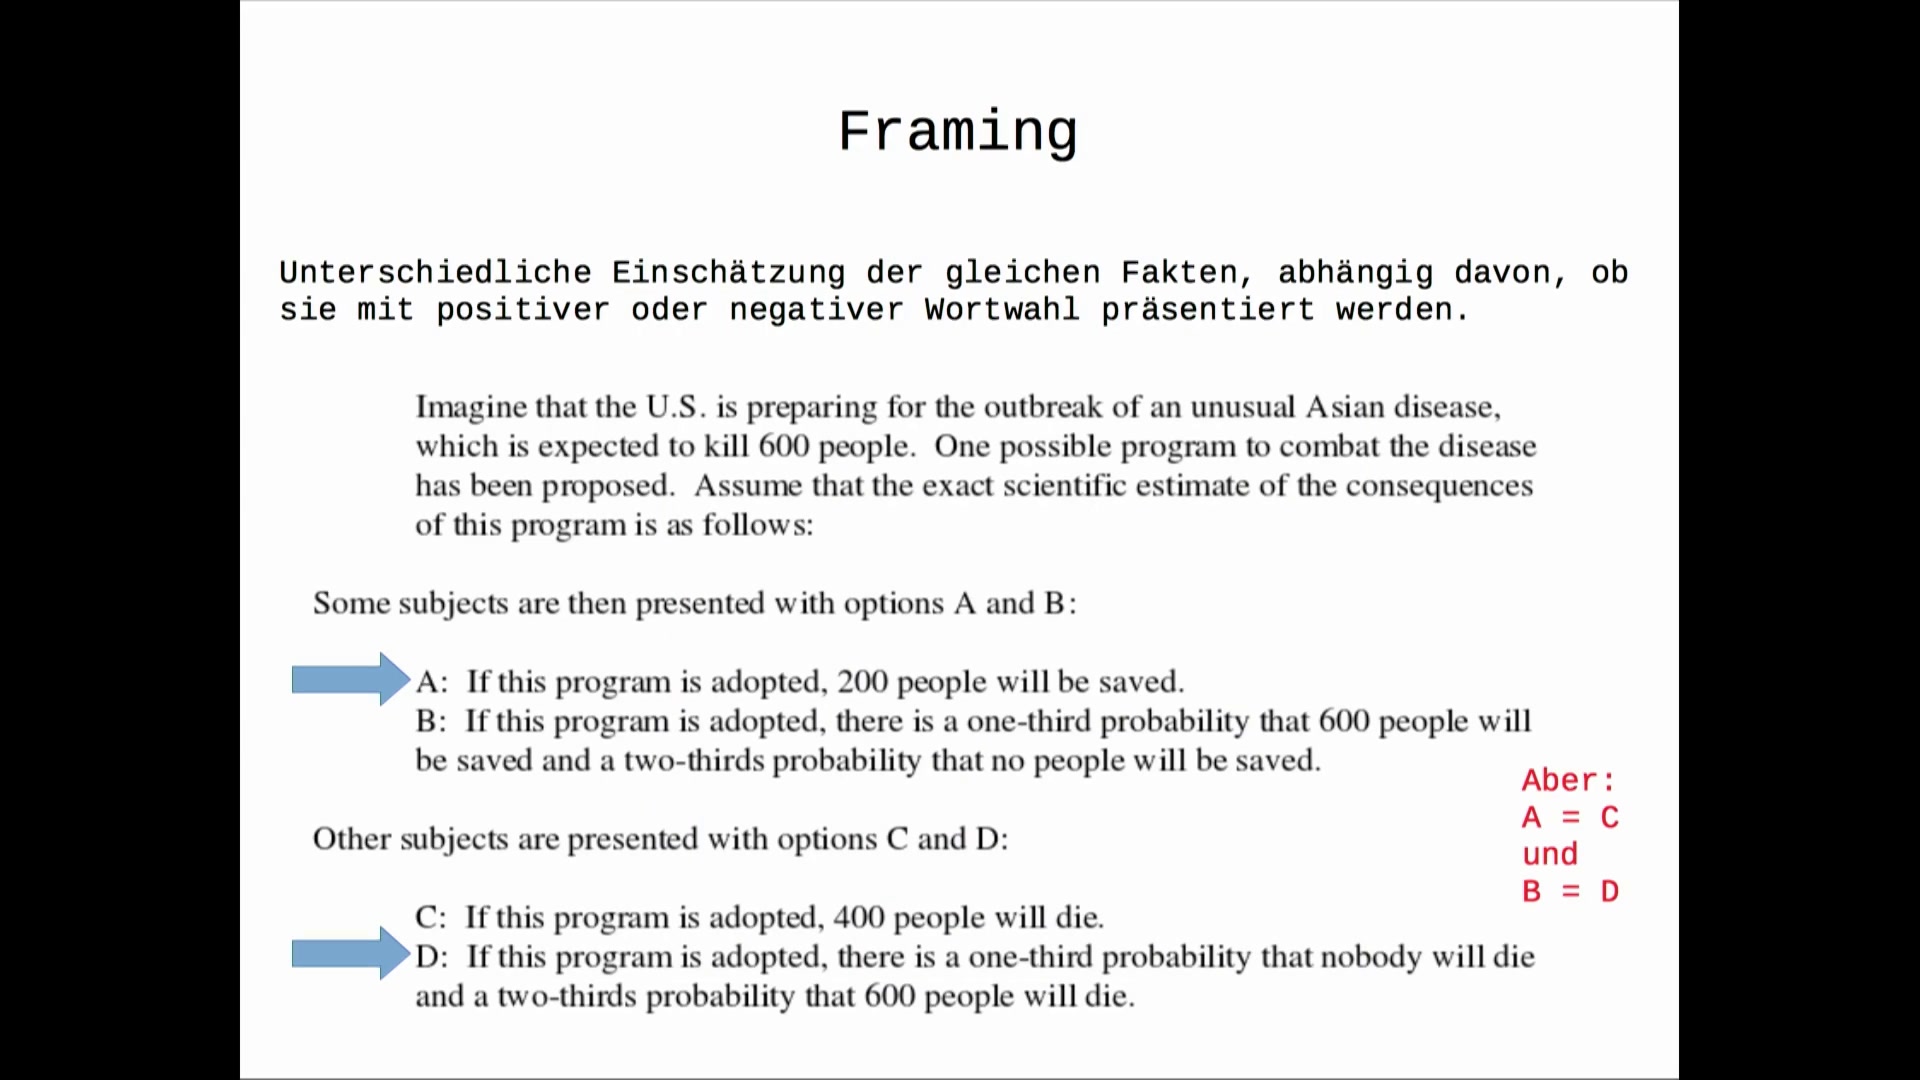 Framing
Unterschiedliche Einschätzung der gleichen Fakten, abhängig davon, ob
sie mit positiver oder negativer Wortwahl präsentiert werden.
Imagine that the U.S. is preparing for the outbreak of an unusual Asian disease,
which is expected to kill 600 people. One possible program to combat the disease
has been proposed. Assume that the exact scientific estimate of the consequences
of this program is as follows:
Some subjects are then presented with options A and B:
A: If this program is adopted, 200 people will be saved.
B: If this program is adopted, there is a one-third probability that 600 people will
be saved and a two-thirds probability that no people will be saved.
Other subjects are presented with options C and D:
C: If this program is adopted, 400 people will die.
D: If this program is adopted, there is a one-third probability that nobody will die
and a two-thirds probability that 600 people will die.
Aber:
A = C
und
B = D